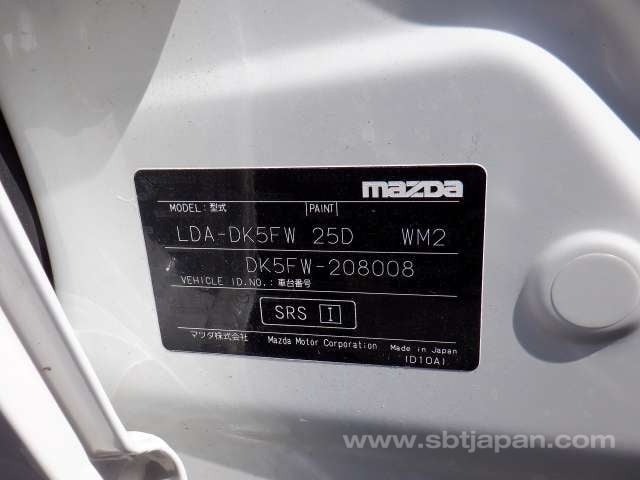 mazda
MODEL:型式 PAINT
LDA-DK5FW 25D WM2
DK5FW-208008
VEHICLE ID.NO.:車台番号
SRS I
マツダ株式会社 Mazda Motor Corporation Made in Japan
(D10A)
www.sbtjapan.com